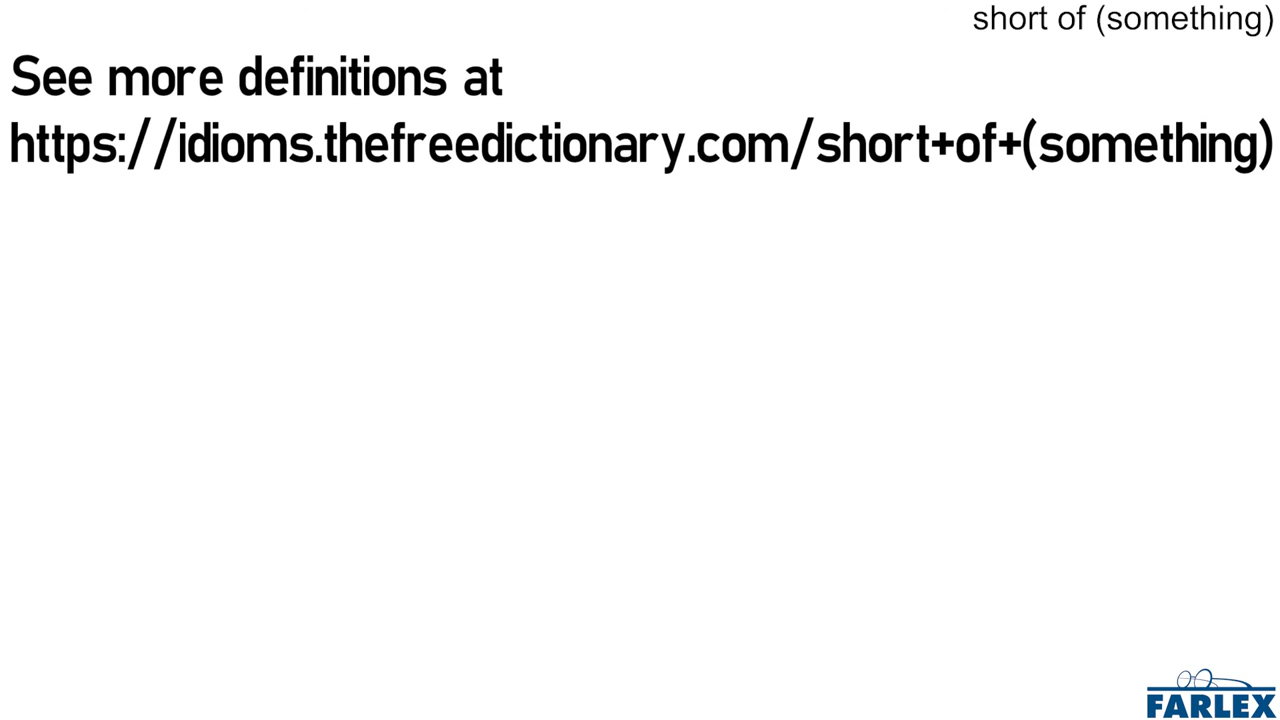 short of (something)
See more definitions at
https://idioms.thefreedictionary.com/short+of+(something)
FARLEX